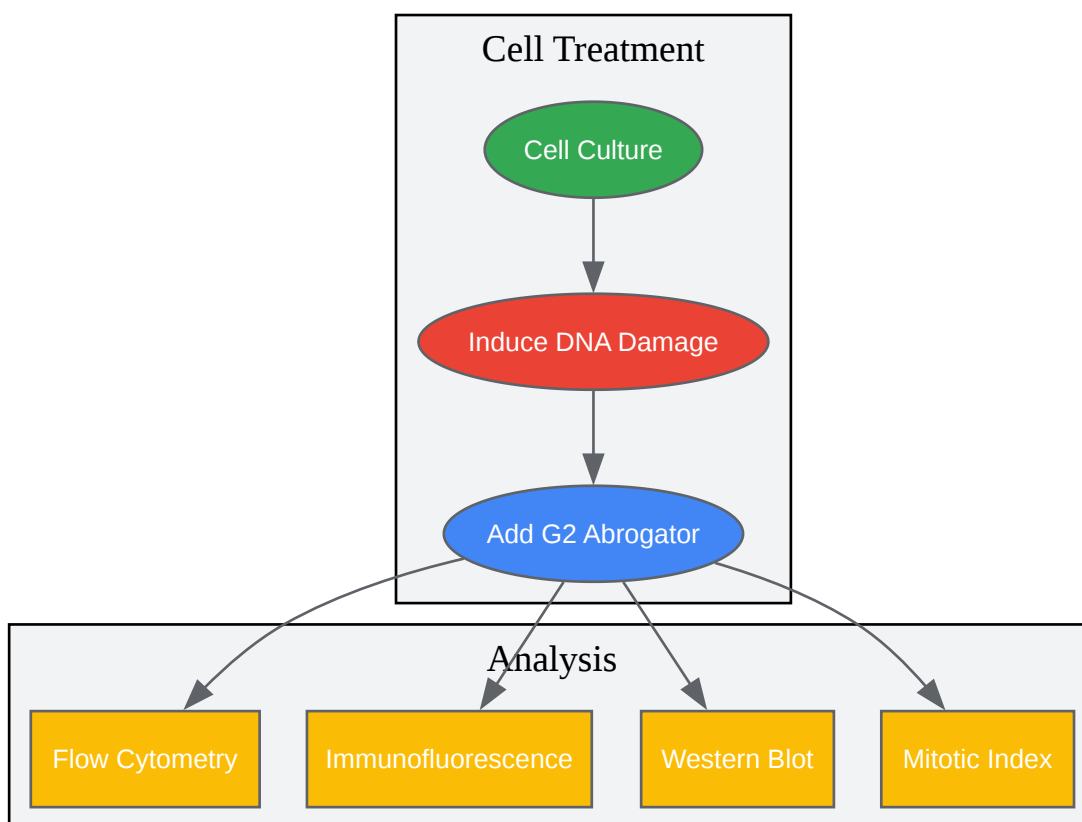 Cell Treatment
Cell Culture
Induce DNA Damage
Add G2 Abrogator
Analysis
Flow Cytometry
Immunofluorescence
Western Blot
Mitotic Index